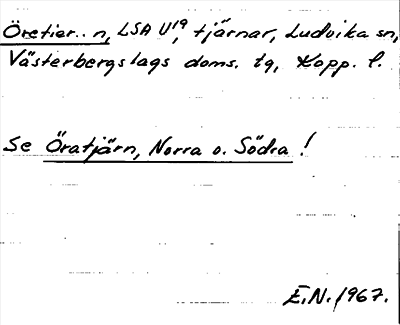 Öretier..n, LSA U19, tjärnar, Ludvika sn,
Västerbergslags doms. tg, Kopp. l.
Se Öratjärn, Norra o. Södra !
E.N. 1967.